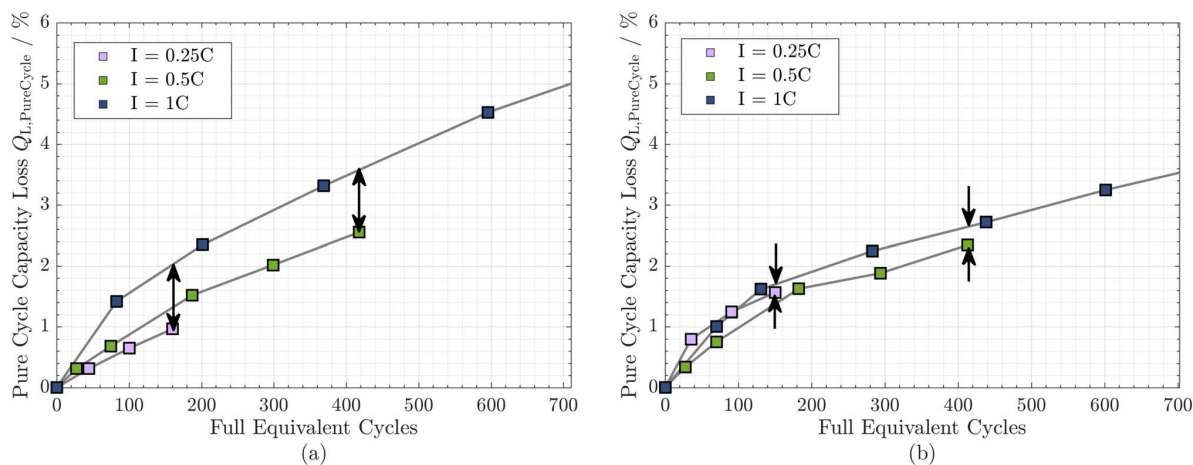 Pure Cycle Capacity Loss Q_L,PureCycle / %
6
5
4
3
2
1
0
I = 0.25C
I = 0.5C
I = 1C
0 100 200 300 400 500 600 700
Full Equivalent Cycles
(a)
Pure Cycle Capacity Loss Q_L,PureCycle / %
6
5
4
3
2
1
0
I = 0.25C
I = 0.5C
I = 1C
0 100 200 300 400 500 600 700
Full Equivalent Cycles
(b)